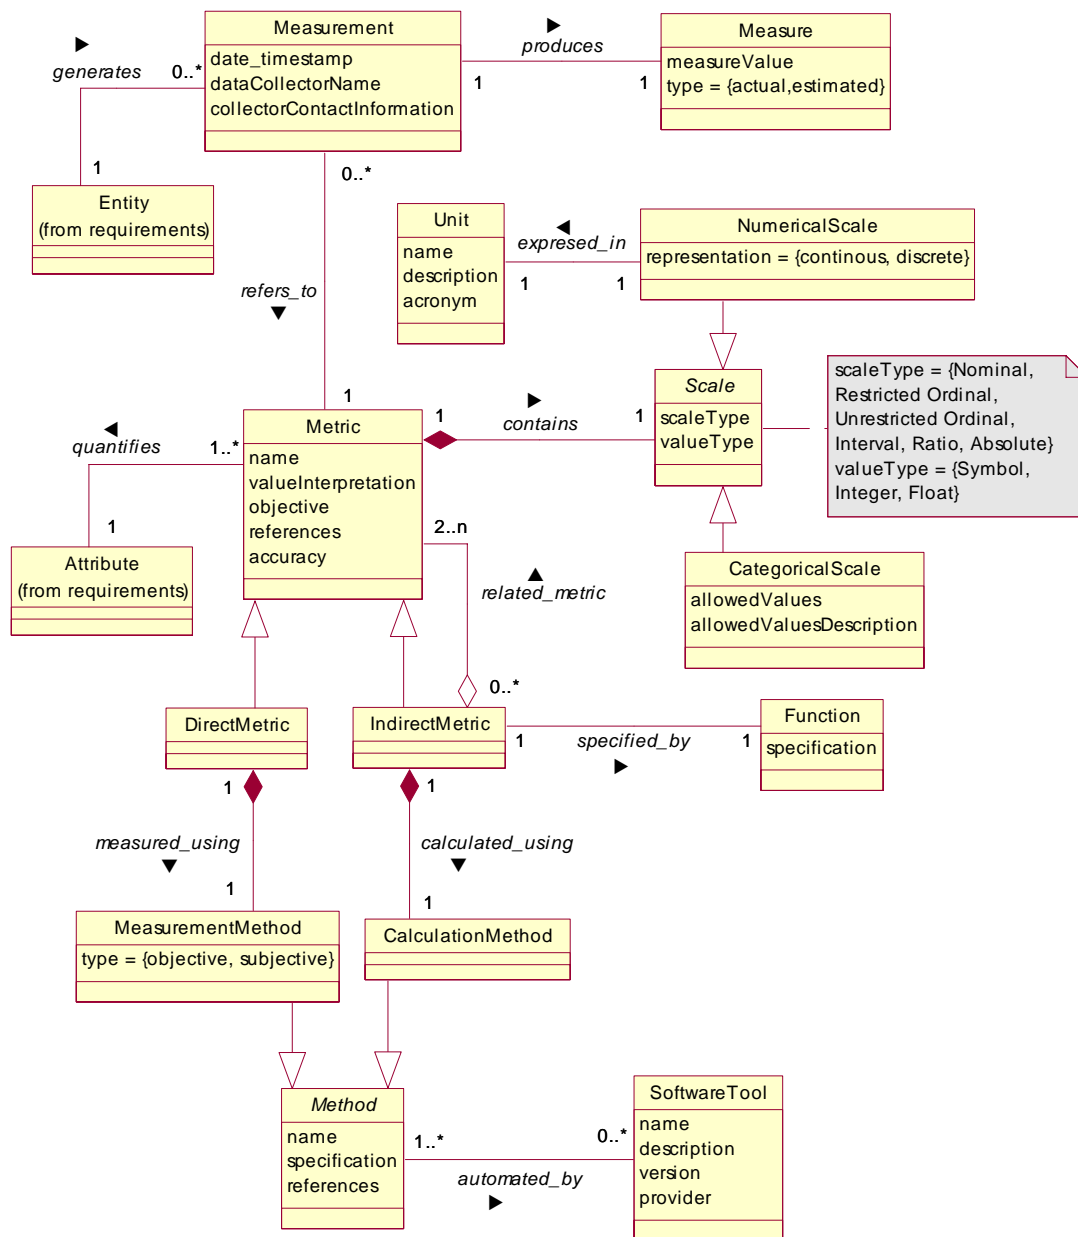 Measurement
date_timestamp
dataCollectorName
collectorContactInformation
generates
0..*
1
produces
1
1
Measure
measureValue
type = {actual,estimated}
Entity
(from requirements)
0..*
refers_to
1
Unit
name
description
acronym
expresed_in
1
1
NumericalScale
representation = {continous, discrete}
Scale
scaleType
valueType
scaleType = {Nominal,
Restricted Ordinal,
Unrestricted Ordinal,
Interval, Ratio, Absolute}
valueType = {Symbol,
Integer, Float}
Metric
name
valueInterpretation
objective
references
accuracy
1
contains
1
quantifies
1..*
1
Attribute
(from requirements)
2..n
related_metric
0..*
CategoricalScale
allowedValues
allowedValuesDescription
DirectMetric
IndirectMetric
1
specified_by
1
Function
specification
1
measured_using
1
1
calculated_using
1
MeasurementMethod
type = {objective, subjective}
CalculationMethod
Method
name
specification
references
1..*
automated_by
0..*
SoftwareTool
name
description
version
provider